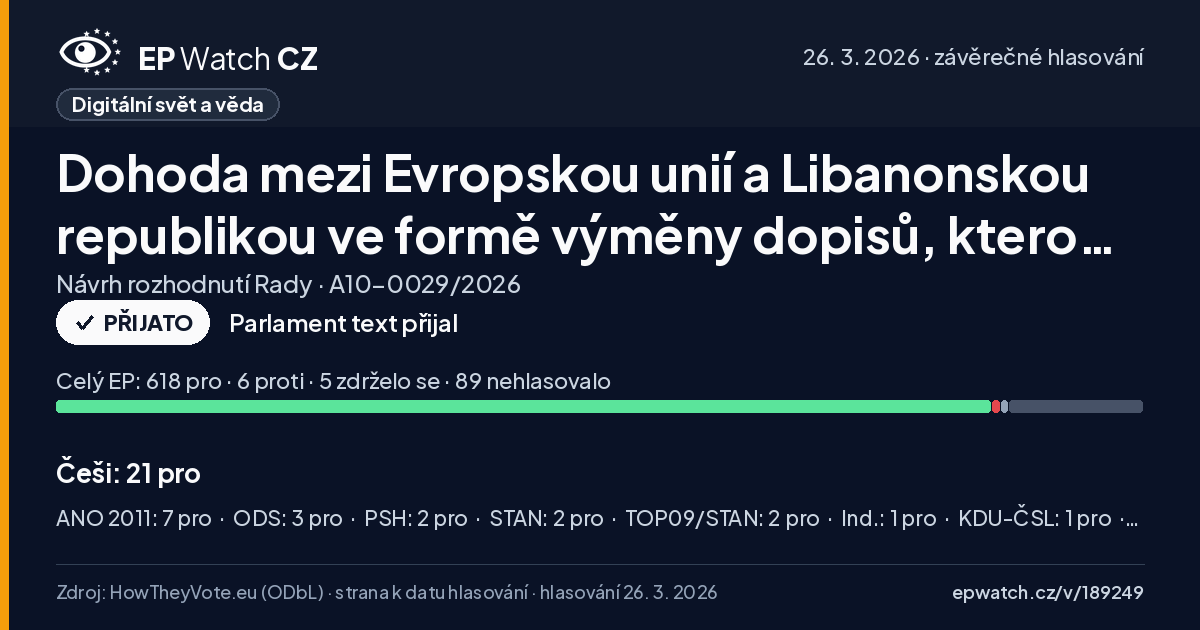 EP Watch CZ
26. 3. 2026 · závěrečné hlasování
Digitální svět a věda
Dohoda mezi Evropskou unií a Libanonskou
republikou ve formě výměny dopisů, ktero…
Návrh rozhodnutí Rady · A10–0029/2026
✓ PŘIJATO Parlament text přijal
Celý EP: 618 pro · 6 proti · 5 zdrželo se · 89 nehlasovalo
Češi: 21 pro
ANO 2011: 7 pro · ODS: 3 pro · PSH: 2 pro · STAN: 2 pro · TOP09/STAN: 2 pro · Ind.: 1 pro · KDU-ČSL: 1 pro ·…
Zdroj: HowTheyVote.eu (ODbL) · strana k datu hlasování · hlasování 26. 3. 2026
epwatch.cz/v/189249